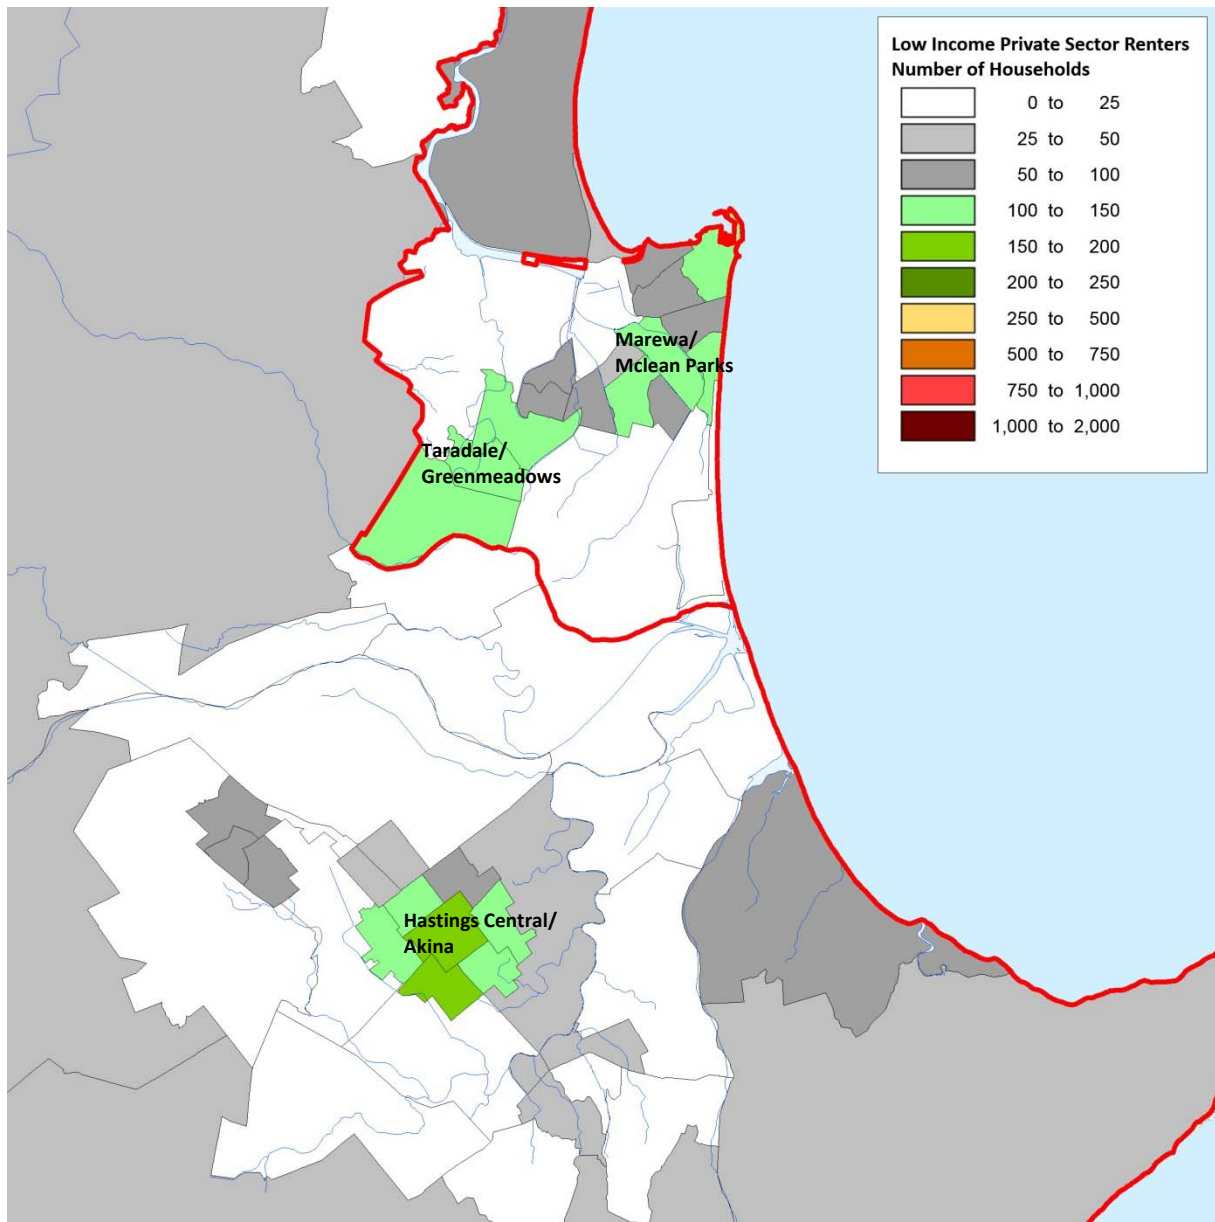 Low Income Private Sector Renters
Number of Households
0 to 25
25 to 50
50 to 100
100 to 150
150 to 200
200 to 250
250 to 500
500 to 750
750 to 1,000
1,000 to 2,000
Marewa/
Mclean Parks
Taradale/
Greenmeadows
Hastings Central/
Akina